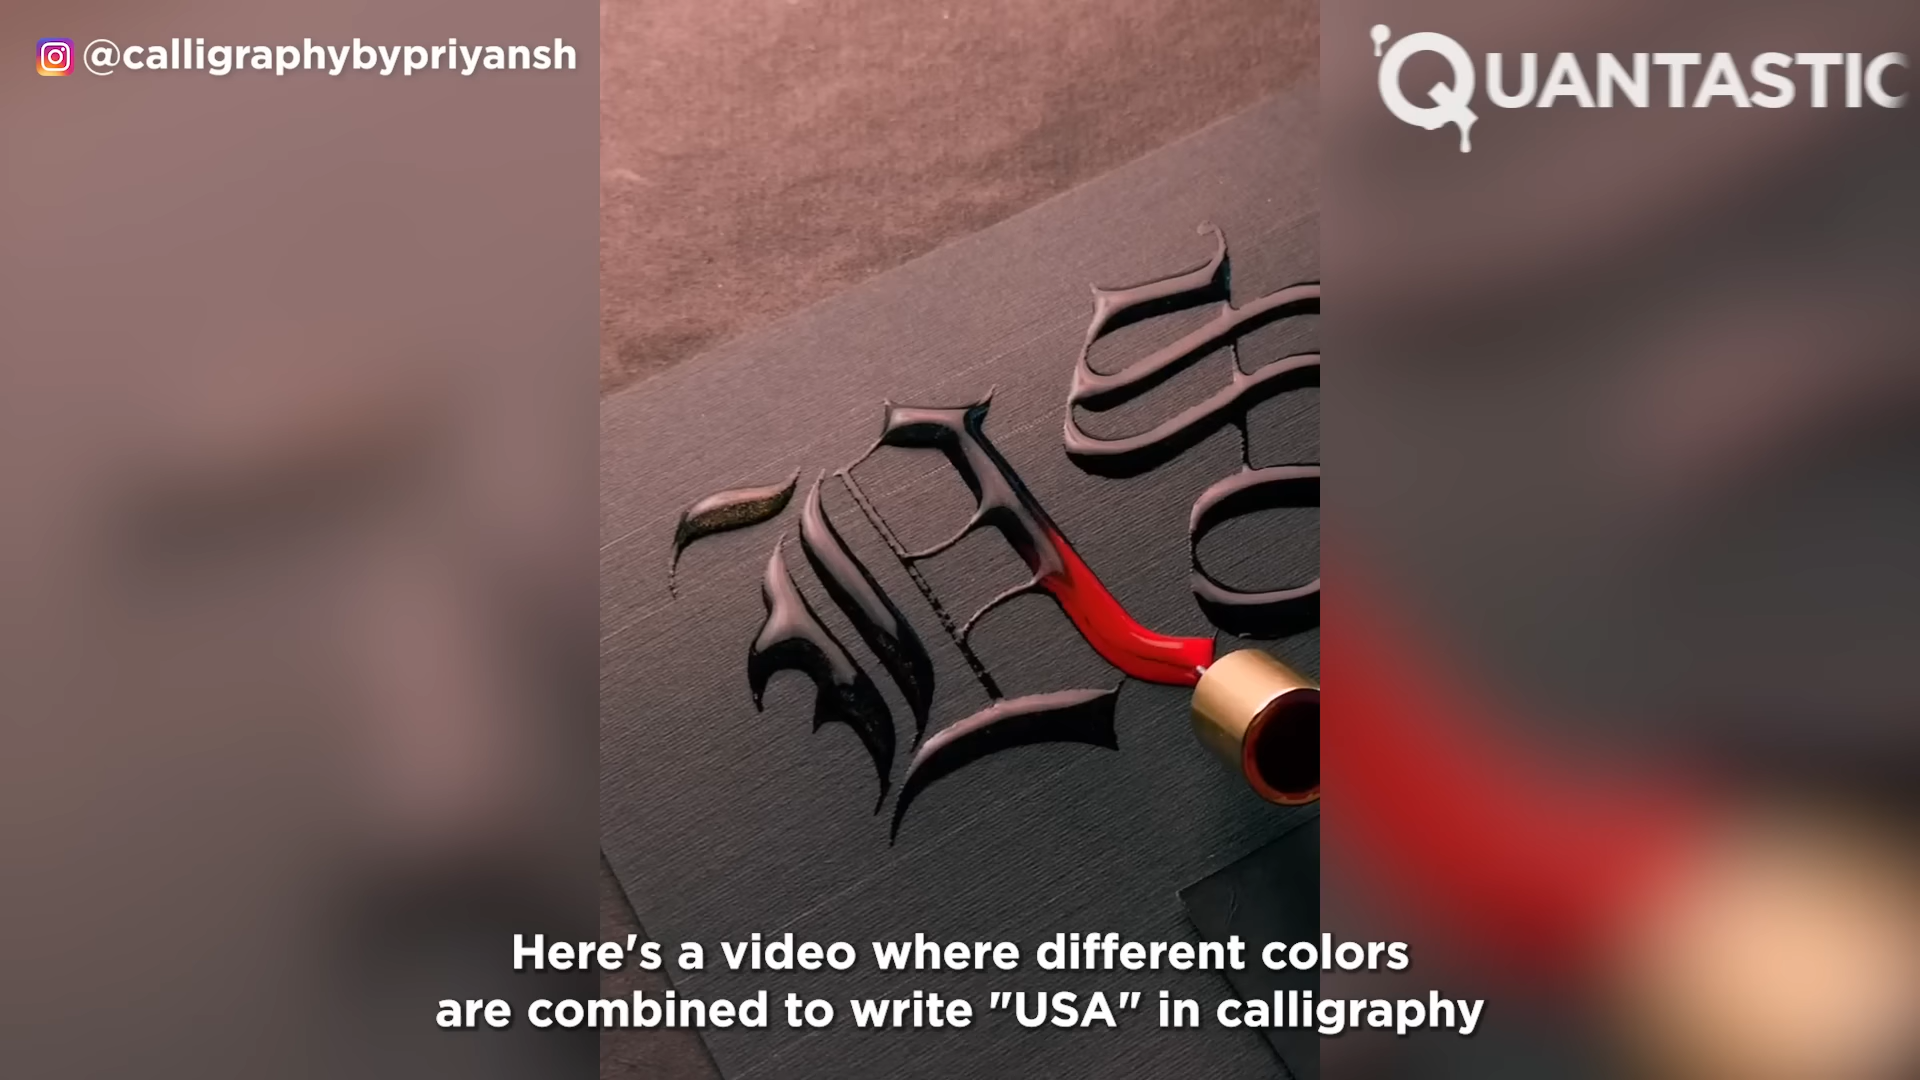 @calligraphybypriyansh
QUANTASTIC
Here's a video where different colors
are combined to write "USA" in calligraphy